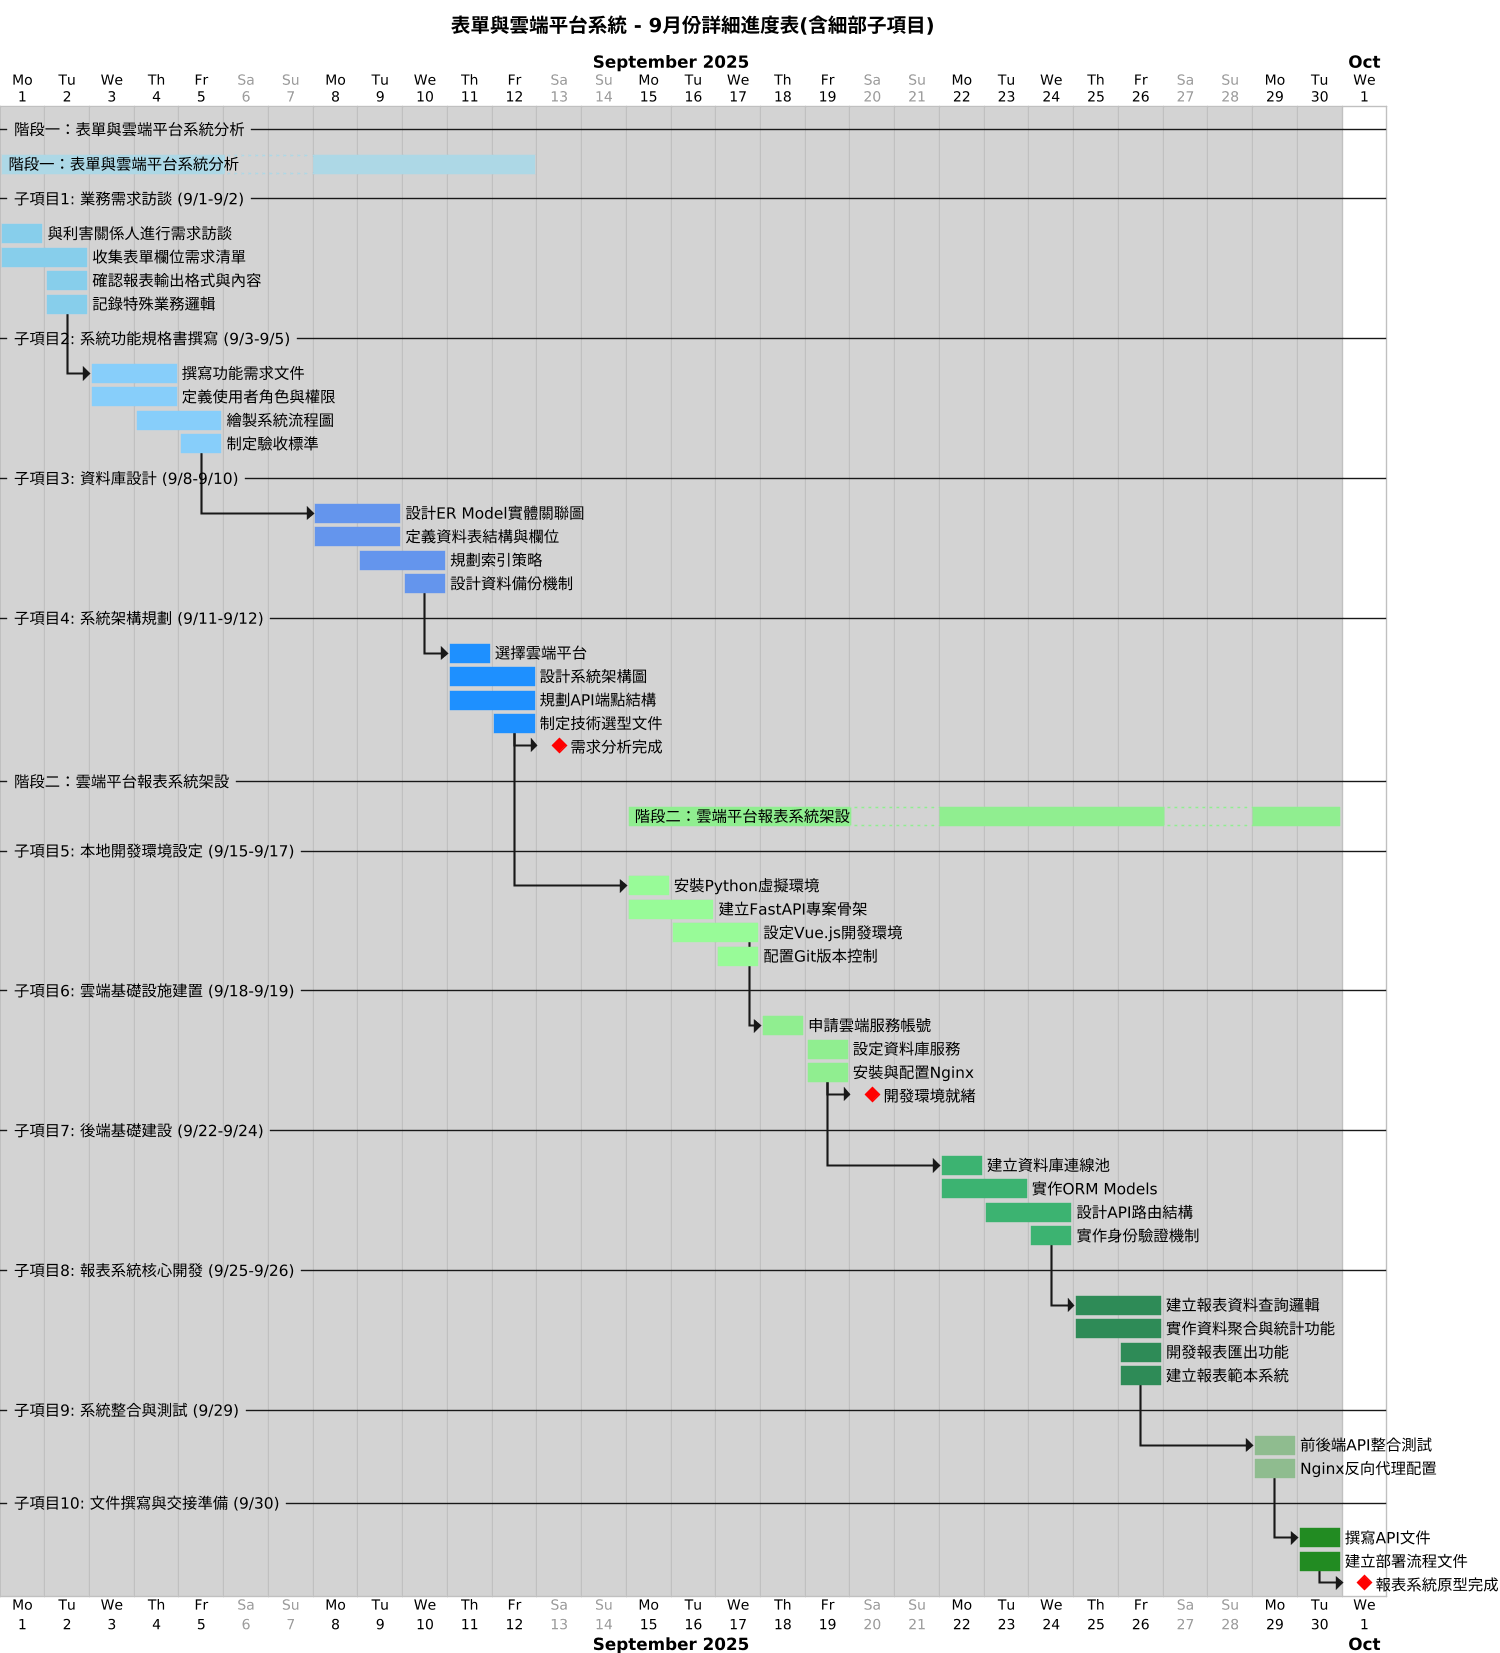 表單與雲端平台系統 - 9月份詳細進度表(含細部子項目)
September 2025 Oct
Mo Tu We Th Fr Sa Su Mo Tu We Th Fr Sa Su Mo Tu We Th Fr Sa Su Mo Tu We Th Fr Sa Su Mo Tu We
1 2 3 4 5 6 7 8 9 10 11 12 13 14 15 16 17 18 19 20 21 22 23 24 25 26 27 28 29 30 1
階段一：表單與雲端平台系統分析
階段一：表單與雲端平台系統分析
子項目1: 業務需求訪談 (9/1-9/2)
與利害關係人進行需求訪談
收集表單欄位需求清單
確認報表輸出格式與內容
記錄特殊業務邏輯
子項目2: 系統功能規格書撰寫 (9/3-9/5)
撰寫功能需求文件
定義使用者角色與權限
繪製系統流程圖
制定驗收標準
子項目3: 資料庫設計 (9/8-9/10)
設計ER Model實體關聯圖
定義資料表結構與欄位
規劃索引策略
設計資料備份機制
子項目4: 系統架構規劃 (9/11-9/12)
選擇雲端平台
設計系統架構圖
規劃API端點結構
制定技術選型文件
需求分析完成
階段二：雲端平台報表系統架設
階段二：雲端平台報表系統架設
子項目5: 本地開發環境設定 (9/15-9/17)
安裝Python虛擬環境
建立FastAPI專案骨架
設定Vue.js開發環境
配置Git版本控制
子項目6: 雲端基礎設施建置 (9/18-9/19)
申請雲端服務帳號
設定資料庫服務
安裝與配置Nginx
開發環境就緒
子項目7: 後端基礎建設 (9/22-9/24)
建立資料庫連線池
實作ORM Models
設計API路由結構
實作身份驗證機制
子項目8: 報表系統核心開發 (9/25-9/26)
建立報表資料查詢邏輯
實作資料聚合與統計功能
開發報表匯出功能
建立報表範本系統
子項目9: 系統整合與測試 (9/29)
前後端API整合測試
Nginx反向代理配置
子項目10: 文件撰寫與交接準備 (9/30)
撰寫API文件
建立部署流程文件
報表系統原型完成
Mo Tu We Th Fr Sa Su Mo Tu We Th Fr Sa Su Mo Tu We Th Fr Sa Su Mo Tu We Th Fr Sa Su Mo Tu We
1 2 3 4 5 6 7 8 9 10 11 12 13 14 15 16 17 18 19 20 21 22 23 24 25 26 27 28 29 30 1
September 2025 Oct